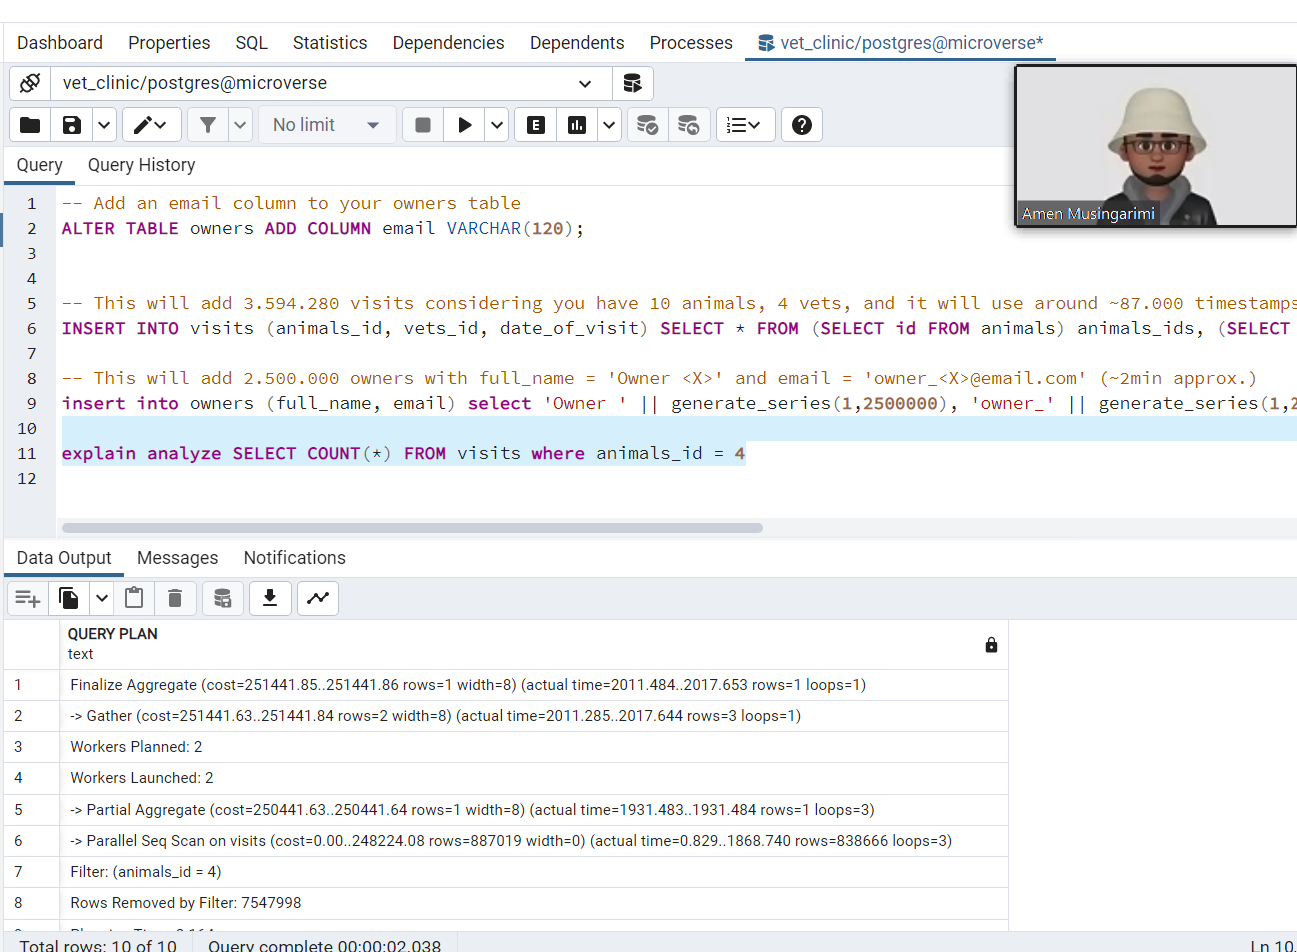 Dashboard Properties SQL Statistics Dependencies Dependents Processes vet_clinic/postgres@microverse*
vet_clinic/postgres@microverse
No limit
E
Amen Musingarimi
Query Query History
1 -- Add an email column to your owners table
2 ALTER TABLE owners ADD COLUMN email VARCHAR(120);
3
4
5 -- This will add 3.594.280 visits considering you have 10 animals, 4 vets, and it will use around ~87.000 timestamps
6 INSERT INTO visits (animals_id, vets_id, date_of_visit) SELECT * FROM (SELECT id FROM animals) animals_ids, (SELECT
7
8 -- This will add 2.500.000 owners with full_name = 'Owner <X>' and email = 'owner_<X>@email.com' (~2min approx.)
9 insert into owners (full_name, email) select 'Owner ' || generate_series(1,2500000), 'owner_' || generate_series(1,2
10
11 explain analyze SELECT COUNT(*) FROM visits where animals_id = 4
12
Data Output Messages Notifications
QUERY PLAN
text
1 Finalize Aggregate (cost=251441.85..251441.86 rows=1 width=8) (actual time=2011.484..2017.653 rows=1 loops=1)
2 -> Gather (cost=251441.63..251441.84 rows=2 width=8) (actual time=2011.285..2017.644 rows=3 loops=1)
3 Workers Planned: 2
4 Workers Launched: 2
5 -> Partial Aggregate (cost=250441.63..250441.64 rows=1 width=8) (actual time=1931.483..1931.484 rows=1 loops=3)
6 -> Parallel Seq Scan on visits (cost=0.00..248224.08 rows=887019 width=0) (actual time=0.829..1868.740 rows=838666 loops=3)
7 Filter: (animals_id = 4)
8 Rows Removed by Filter: 7547998
Total rows: 10 of 10 Query complete 00:00:02.038 Ln 10,